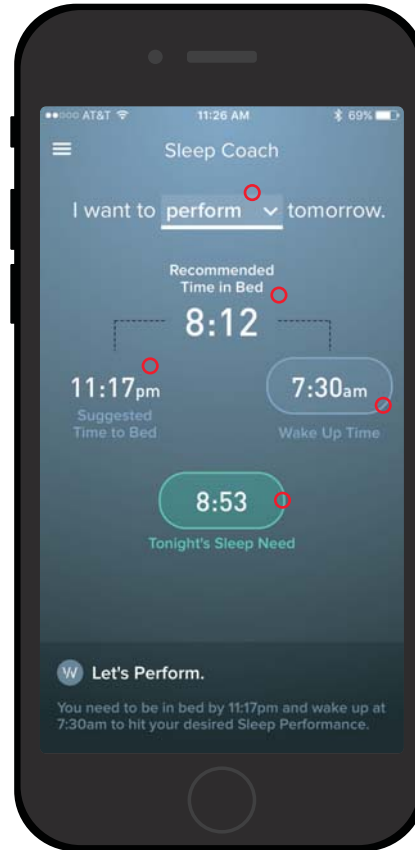 AT&T 11:26 AM 69%
Sleep Coach
I want to perform tomorrow.
Recommended
Time in Bed
8:12
11:17pm 7:30am
Suggested
Time to Bed
Wake Up Time
8:53
Tonight's Sleep Need
W Let's Perform.
You need to be in bed by 11:17pm and wake up at
7:30am to hit your desired Sleep Performance.